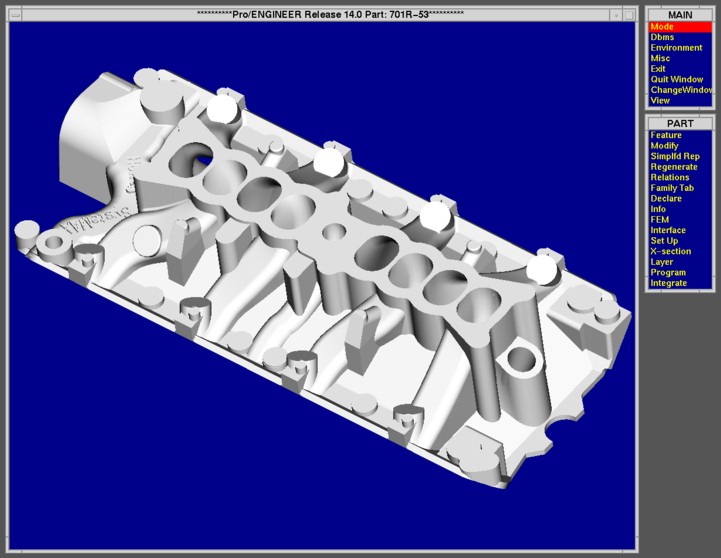 **********Pro/ENGINEER Release 14.0 Part: 701R-53**********
MAIN
Mode
Dbms
Environment
Misc
Exit
Quit Window
ChangeWindow
View
PART
Feature
Modify
Simplfd Rep
Regenerate
Relations
Family Tab
Declare
Info
FEM
Interface
Set Up
X-section
Layer
Program
Integrate